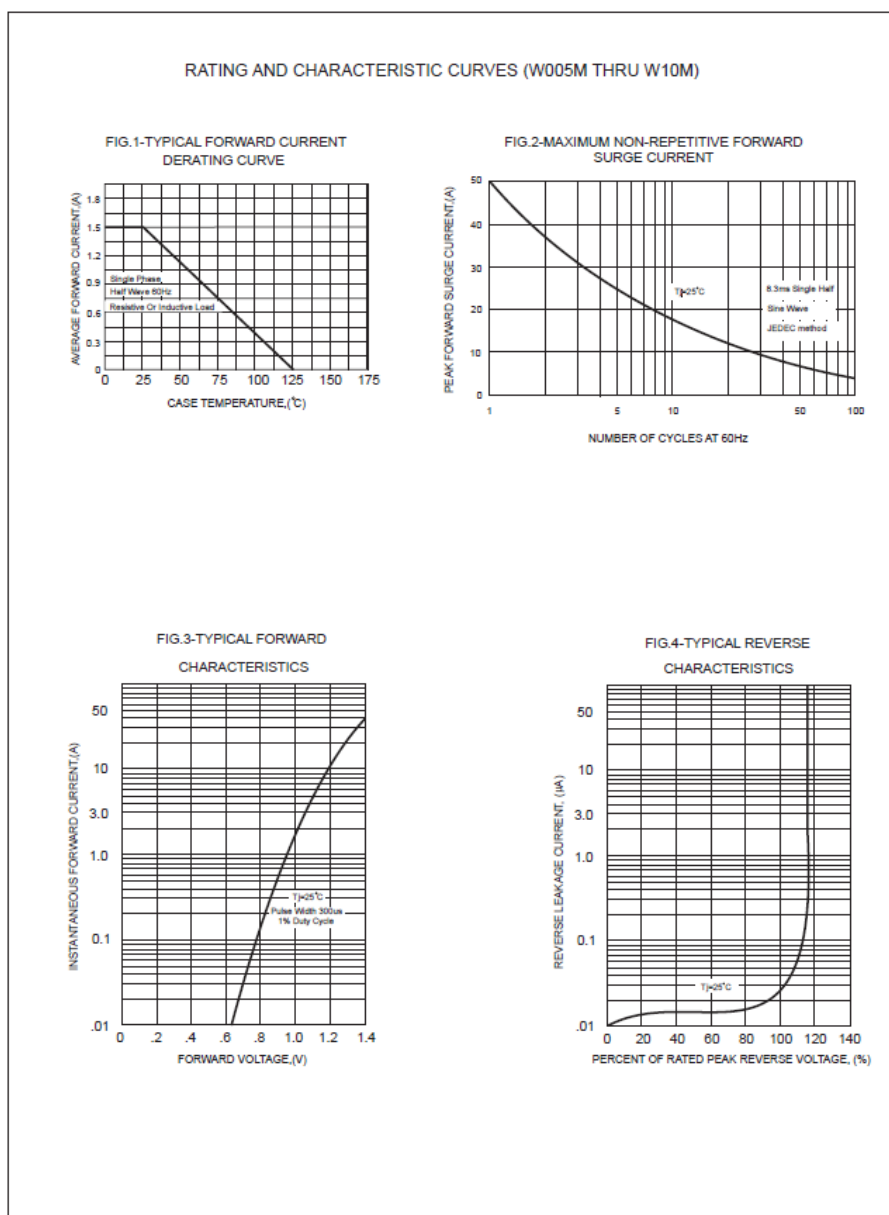 RATING AND CHARACTERISTIC CURVES (W005M THRU W10M)
FIG.1-TYPICAL FORWARD CURRENT
DERATING CURVE
AVERAGE FORWARD CURRENT,(A)
1.8
1.5
1.2
0.9
0.6
0.3
0
Single Phase
Half Wave 60Hz
Resistive Or Inductive Load
0 25 50 75 100 125 150 175
CASE TEMPERATURE,(℃)
FIG.2-MAXIMUM NON-REPETITIVE FORWARD
SURGE CURRENT
PEAK FORWARD SURGE CURRENT,(A)
50
40
30
20
10
0
Tj=25℃
8.3ms Single Half
Sine Wave
JEDEC method
1 5 10 50 100
NUMBER OF CYCLES AT 60Hz
FIG.3-TYPICAL FORWARD
CHARACTERISTICS
INSTANTANEOUS FORWARD CURRENT,(A)
50
10
3.0
1.0
0.1
.01
Tj=25℃
Pulse Width 300us
1% Duty Cycle
0 .2 .4 .6 .8 1.0 1.2 1.4
FORWARD VOLTAGE,(V)
FIG.4-TYPICAL REVERSE
CHARACTERISTICS
REVERSE LEAKAGE CURRENT, (μA)
50
10
3.0
1.0
0.1
.01
Tj=25℃
0 20 40 60 80 100 120 140
PERCENT OF RATED PEAK REVERSE VOLTAGE, (%)